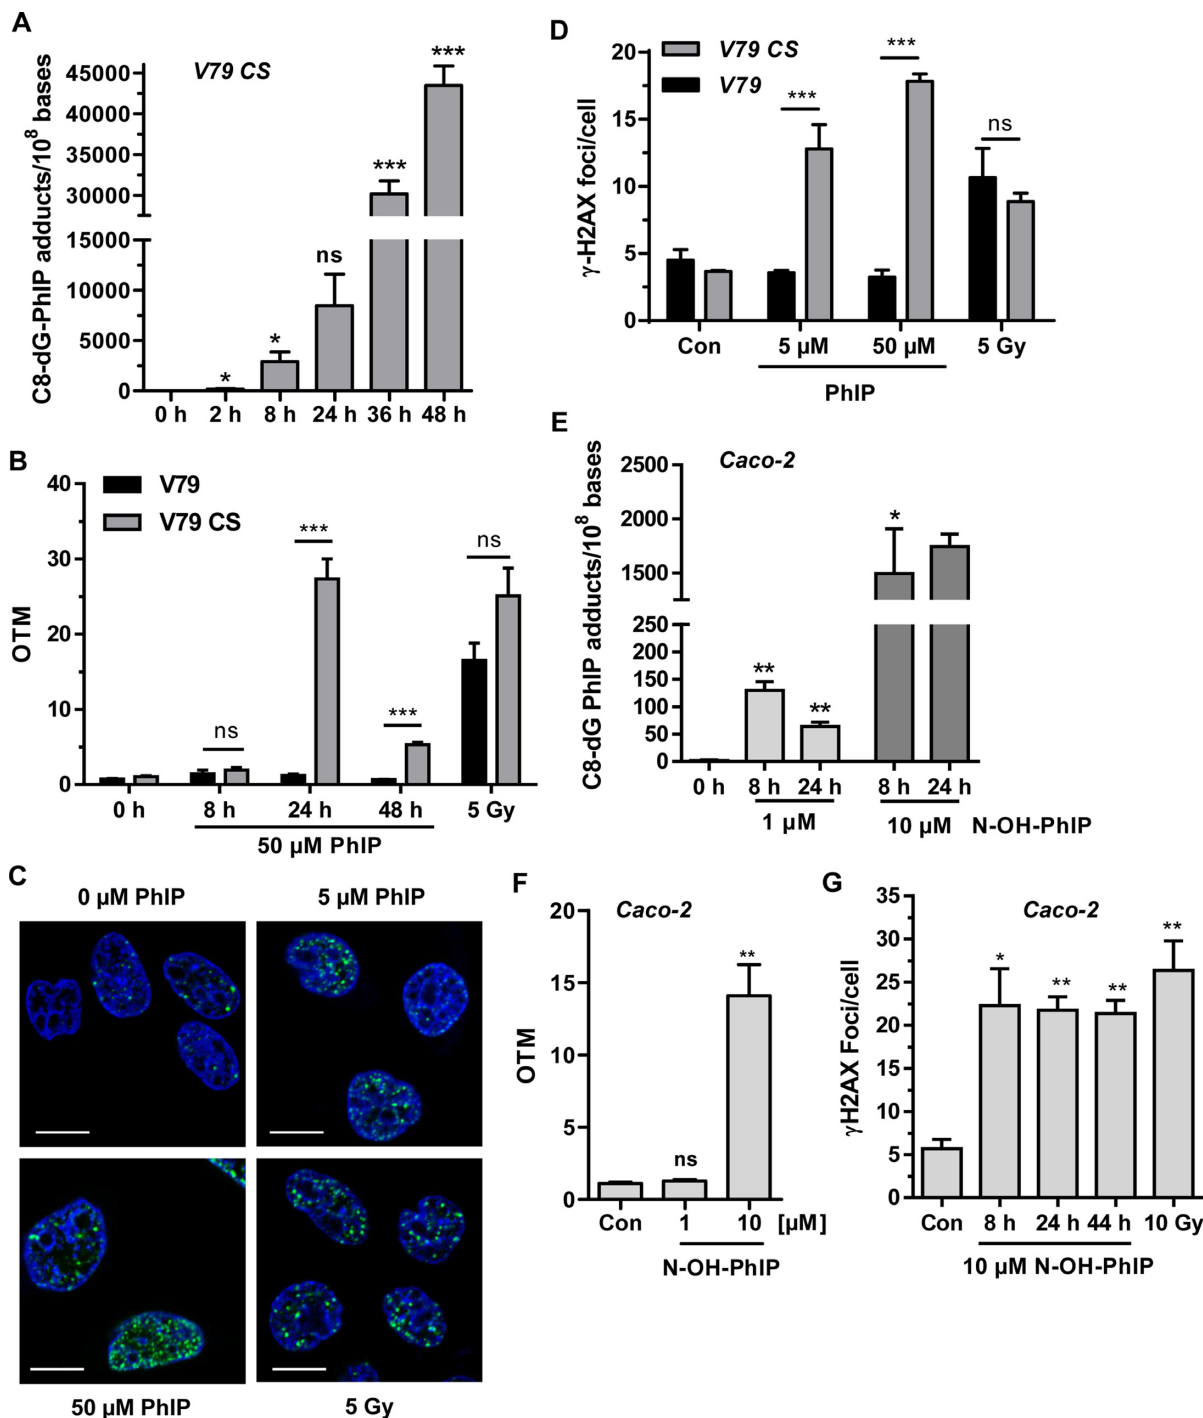 A
V79 CS
C8-dG-PhIP adducts/10⁸ bases
45000
40000
35000
30000
15000
10000
5000
0
*
*
ns
***
***
0 h 2 h 8 h 24 h 36 h 48 h
B
V79
V79 CS
OTM
40
30
20
10
0
ns
***
***
ns
0 h 8 h 24 h 48 h 5 Gy
50 µM PhIP
C
0 µM PhIP 5 µM PhIP
50 µM PhIP 5 Gy
D
V79 CS
V79
γ-H2AX foci/cell
20
15
10
5
0
***
***
ns
Con 5 µM 50 µM 5 Gy
PhIP
E
Caco-2
C8-dG PhIP adducts/10⁸ bases
2500
2000
1500
250
200
150
100
50
0
**
**
*
0 h 8 h 24 h 8 h 24 h
1 µM 10 µM N-OH-PhIP
F
Caco-2
OTM
20
15
10
5
0
ns
**
Con 1 10 [µM]
N-OH-PhIP
G
Caco-2
γH2AX Foci/cell
35
30
25
20
15
10
5
0
*
**
**
**
Con 8 h 24 h 44 h 10 Gy
10 µM N-OH-PhIP